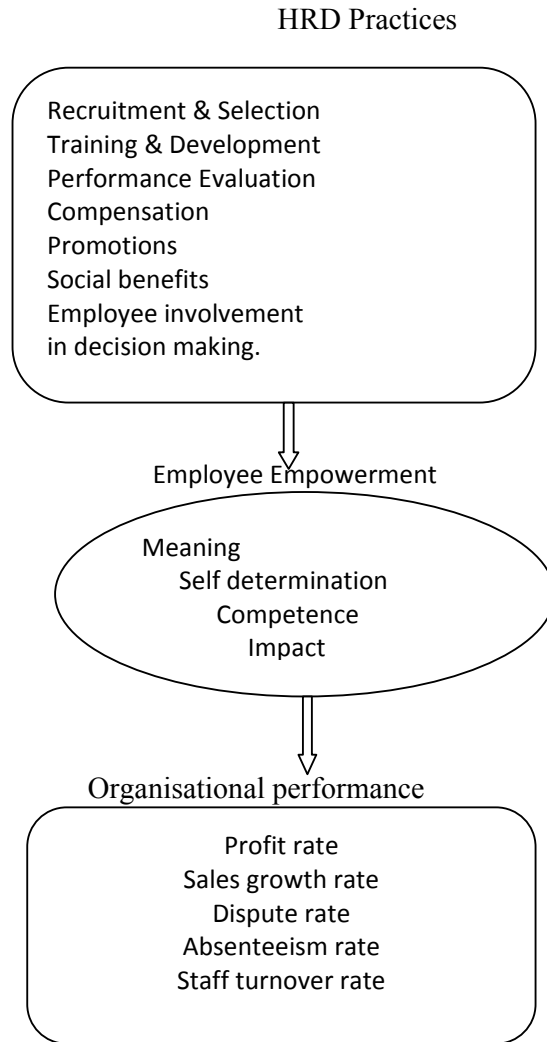 HRD Practices
Recruitment & Selection
Training & Development
Performance Evaluation
Compensation
Promotions
Social benefits
Employee involvement
in decision making.
Employee Empowerment
Meaning
Self determination
Competence
Impact
Organisational performance
Profit rate
Sales growth rate
Dispute rate
Absenteeism rate
Staff turnover rate